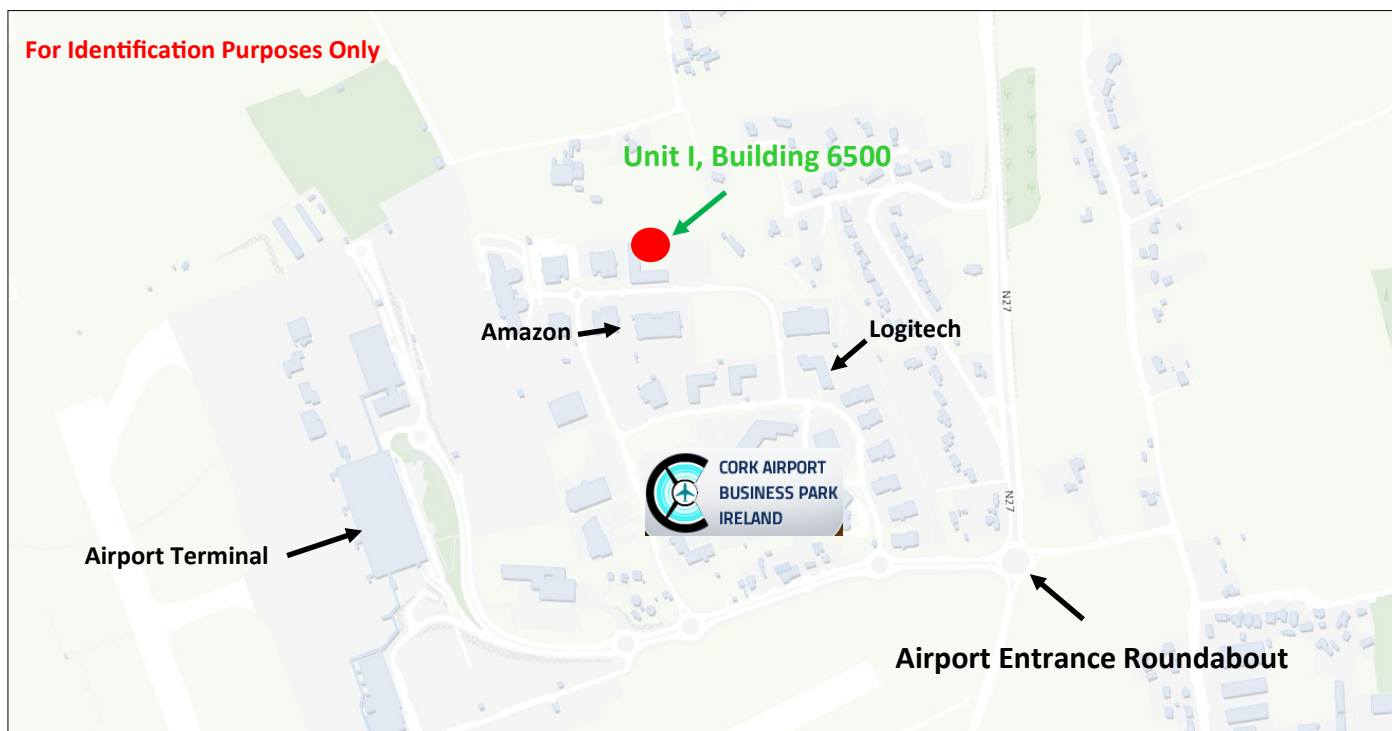 For Identification Purposes Only
Unit I, Building 6500
N27
Amazon
Logitech
CORK AIRPORT
BUSINESS PARK
IRELAND
N27
Airport Terminal
Airport Entrance Roundabout